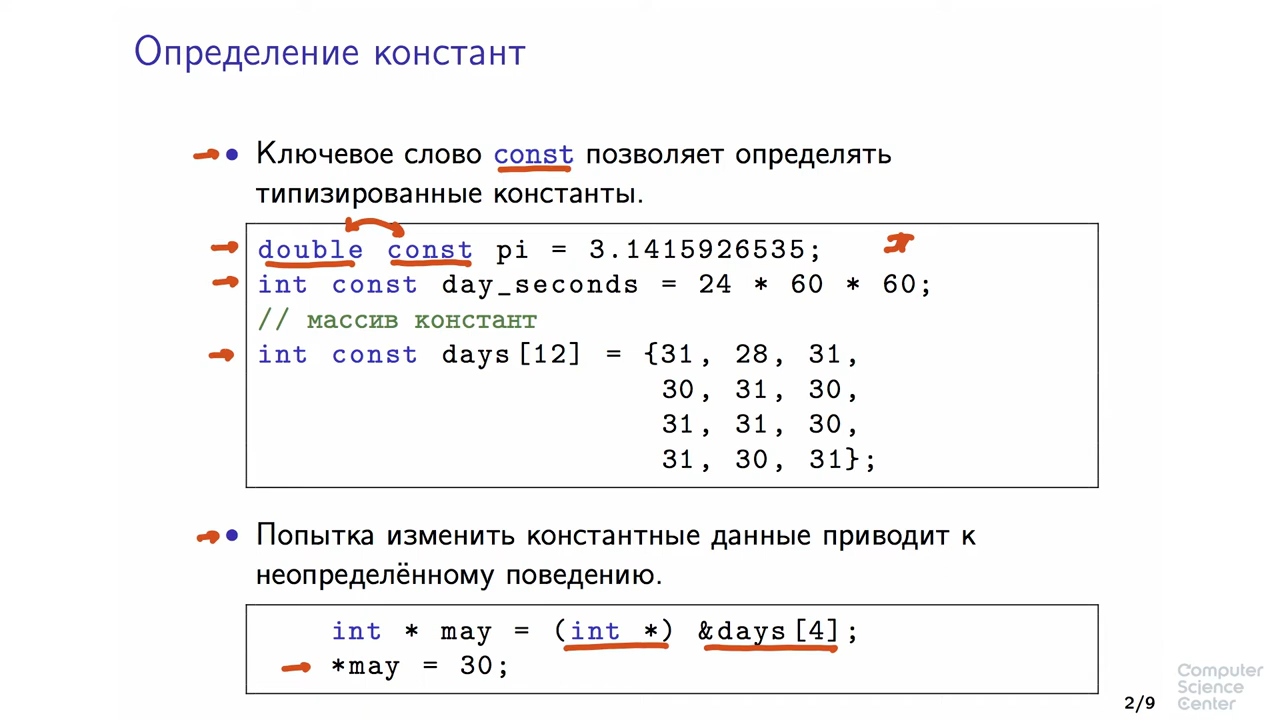 Определение констант
Ключевое слово const позволяет определять
типизированные константы.
double const pi = 3.1415926535;
int const day_seconds = 24 * 60 * 60;
// массив констант
int const days[12] = {31, 28, 31,
30, 31, 30,
31, 31, 30,
31, 30, 31};
Попытка изменить константные данные приводит к
неопределённому поведению.
int * may = (int *) &days[4];
*may = 30;
Computer
Science
Center
2/9